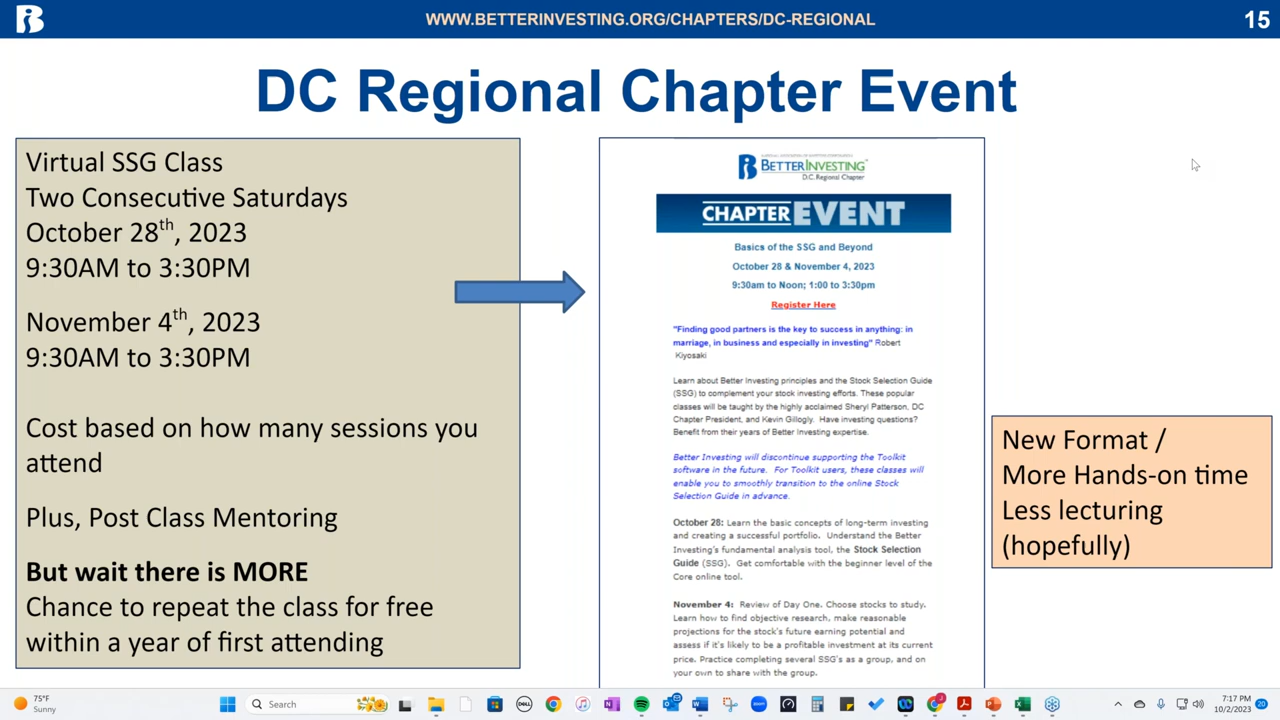 WWW.BETTERINVESTING.ORG/CHAPTERS/DC-REGIONAL
15
DC Regional Chapter Event
Virtual SSG Class
Two Consecutive Saturdays
October 28th, 2023
9:30AM to 3:30PM
November 4th, 2023
9:30AM to 3:30PM
Cost based on how many sessions you
attend
Plus, Post Class Mentoring
But wait there is MORE
Chance to repeat the class for free
within a year of first attending
BETTERINVESTING
D.C. Regional Chapter
CHAPTER EVENT
Basics of the SSG and Beyond
October 28 & November 4, 2023
9:30am to Noon; 1:00 to 3:30pm
Register Here
"Finding good partners is the key to success in anything: in
marriage, in business and especially in investing" Robert
Kiyosaki
Learn about Better Investing principles and the Stock Selection Guide
(SSG) to complement your stock investing efforts. These popular
classes will be taught by the highly acclaimed Sheryl Patterson, DC
Chapter President, and Kevin Gillogly. Have investing questions?
Benefit from their years of Better Investing expertise.
Better Investing will discontinue supporting the Toolkit
software in the future. For Toolkit users, these classes will
enable you to smoothly transition to the online Stock
Selection Guide in advance.
October 28: Learn the basic concepts of long-term investing
and creating a successful portfolio. Understand the Better
Investing's fundamental analysis tool, the Stock Selection
Guide (SSG). Get comfortable with the beginner level of the
Core online tool.
November 4: Review of Day One. Choose stocks to study.
Learn how to find objective research, make reasonable
projections for the stock's future earning potential and
assess if it's likely to be a profitable investment at its current
price. Practice completing several SSG's as a group, and on
your own to share with the group.
New Format /
More Hands-on time
Less lecturing
(hopefully)
75°F
Sunny
Search
7:17 PM
10/2/2023
20